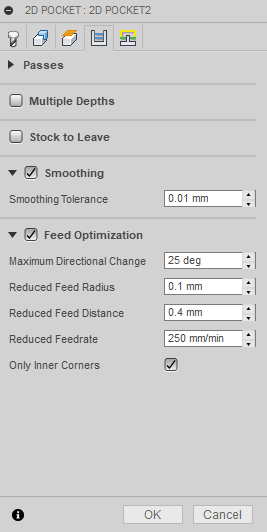 2D POCKET : 2D POCKET2
Passes
Multiple Depths
Stock to Leave
Smoothing
Smoothing Tolerance 0.01 mm
Feed Optimization
Maximum Directional Change 25 deg
Reduced Feed Radius 0.1 mm
Reduced Feed Distance 0.4 mm
Reduced Feedrate 250 mm/min
Only Inner Corners
OK Cancel